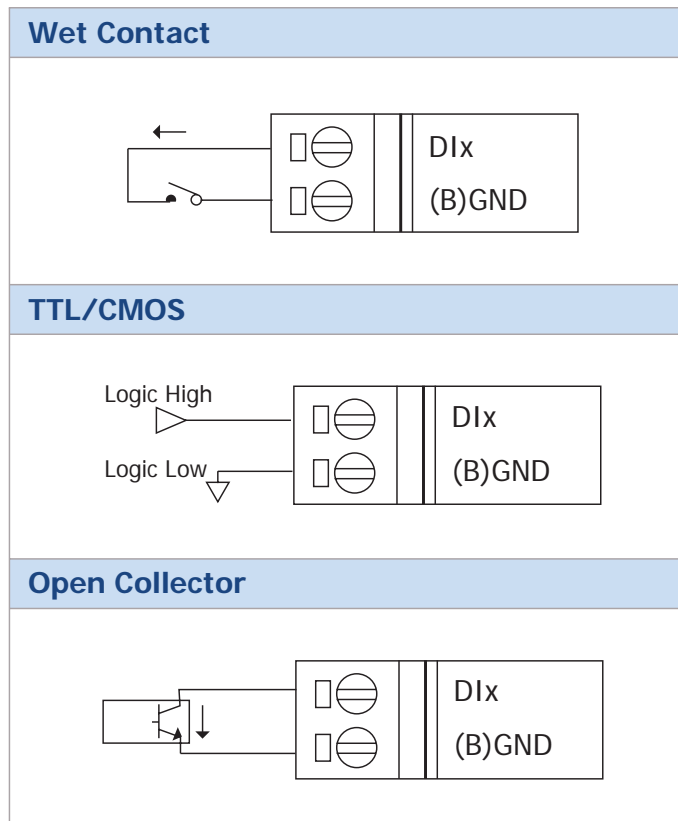 Wet Contact
DIx
(B)GND
TTL/CMOS
Logic High
DIx
Logic Low
(B)GND
Open Collector
DIx
(B)GND